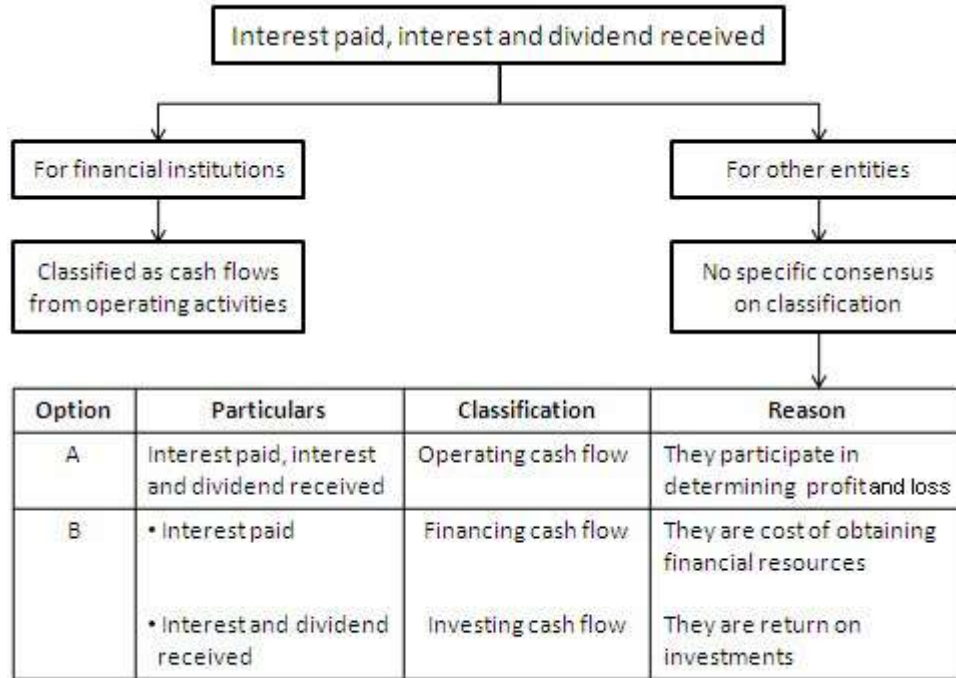 Interest paid, interest and dividend received
For financial institutions
For other entities
Classified as cash flows
from operating activities
No specific consensus
on classification
Option Particulars Classification Reason
A Interest paid, interest Operating cash flow They participate in
and dividend received determining profit and loss
B • Interest paid Financing cash flow They are cost of obtaining
financial resources
• Interest and dividend Investing cash flow They are return on
received investments